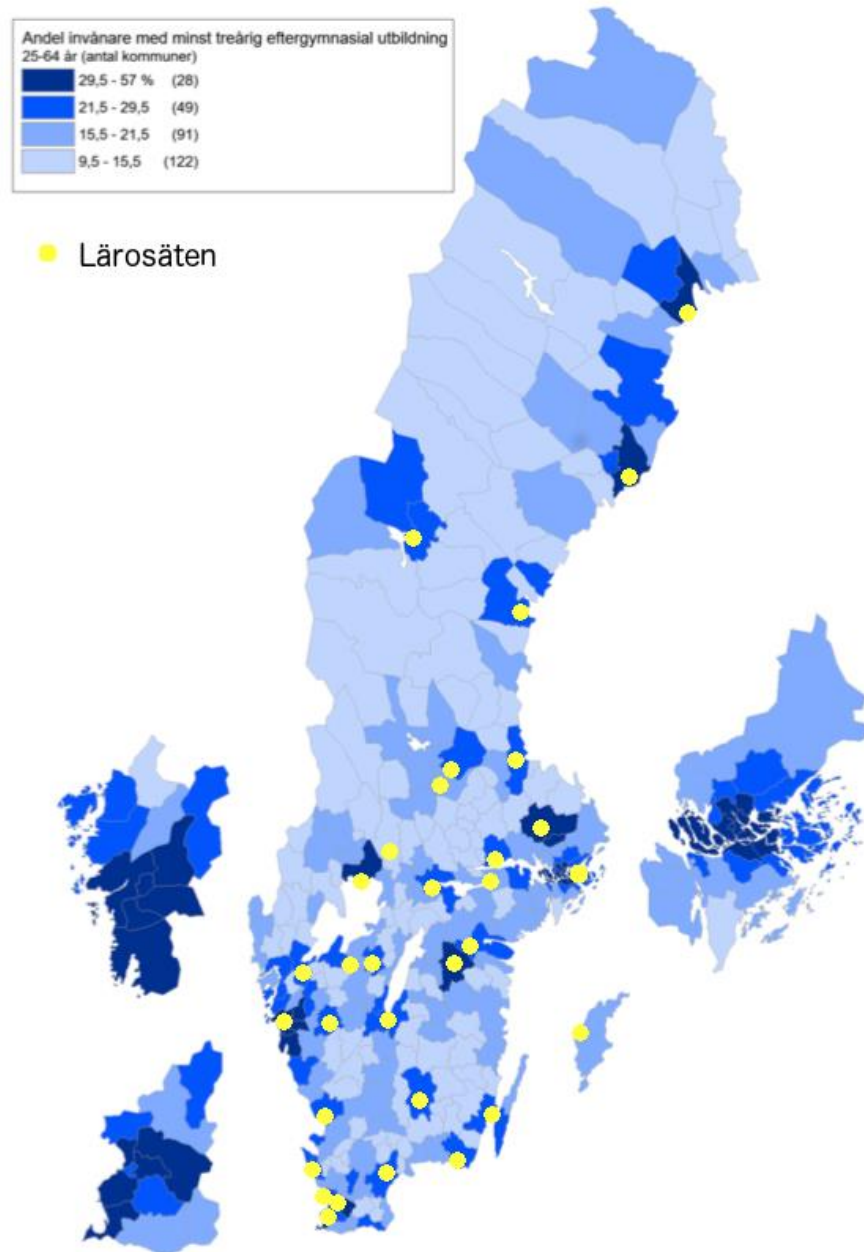 Andel invånare med minst treårig eftergymnasial utbildning
25-64 år (antal kommuner)
29,5 - 57 % (28)
21,5 - 29,5 (49)
15,5 - 21,5 (91)
9,5 - 15,5 (122)
Lärosäten